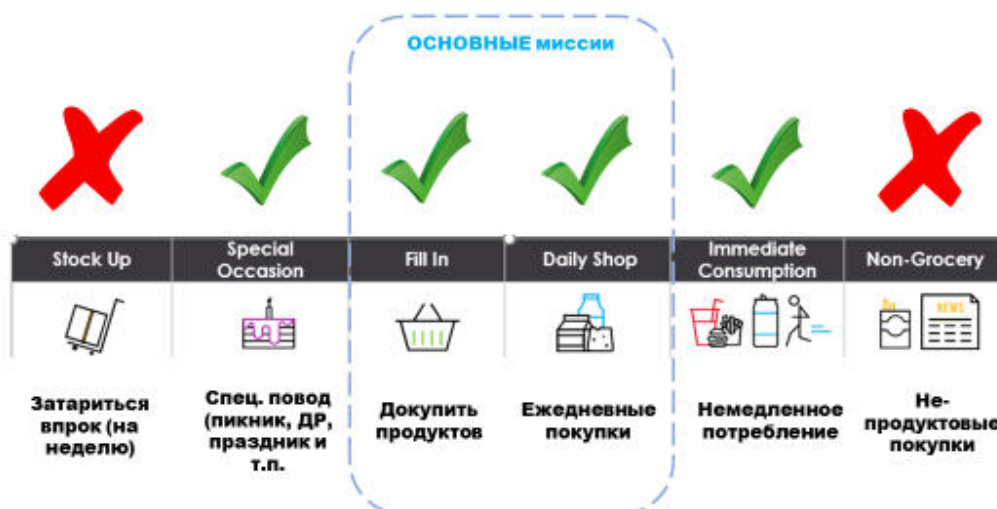 ОСНОВНЫЕ миссии
Stock Up
Special
Occasion
Fill In
Daily Shop
Immediate
Consumption
Non-Grocery
NEWS
Затариться
впрок (на
неделю)
Спец. повод
(пикник, ДР,
праздник и
т.п.
Докупить
продуктов
Ежедневные
покупки
Немедленное
потребление
Не-
продуктовые
покупки